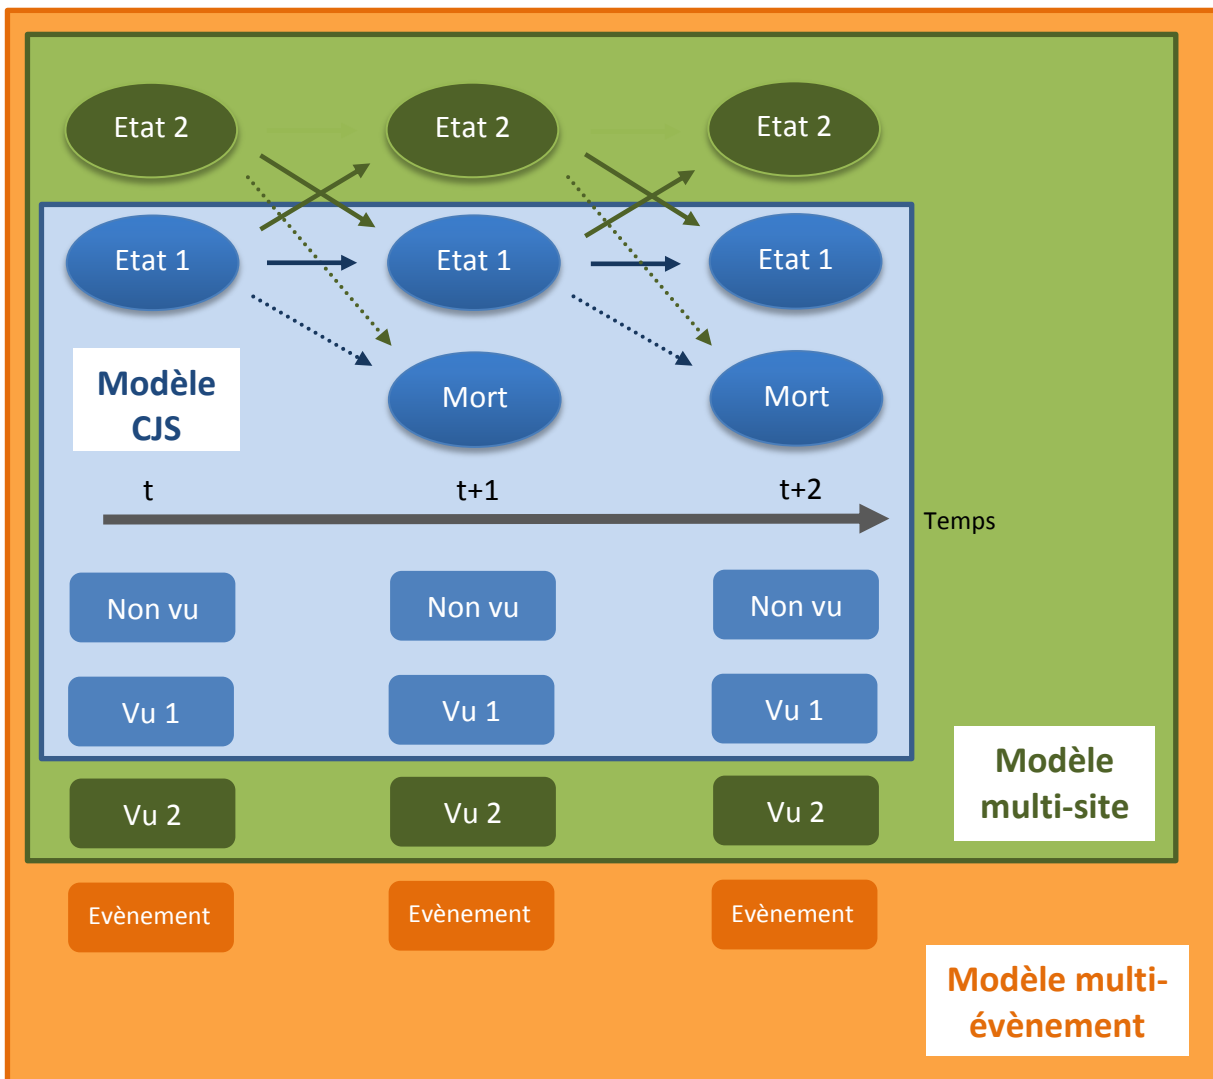 Etat 2
Etat 2
Etat 2
Etat 1
Etat 1
Etat 1
Modèle
CJS
Mort
Mort
t
t+1
t+2
Temps
Non vu
Non vu
Non vu
Vu 1
Vu 1
Vu 1
Modèle
multi-site
Vu 2
Vu 2
Vu 2
Evènement
Evènement
Evènement
Modèle multi-
évènement